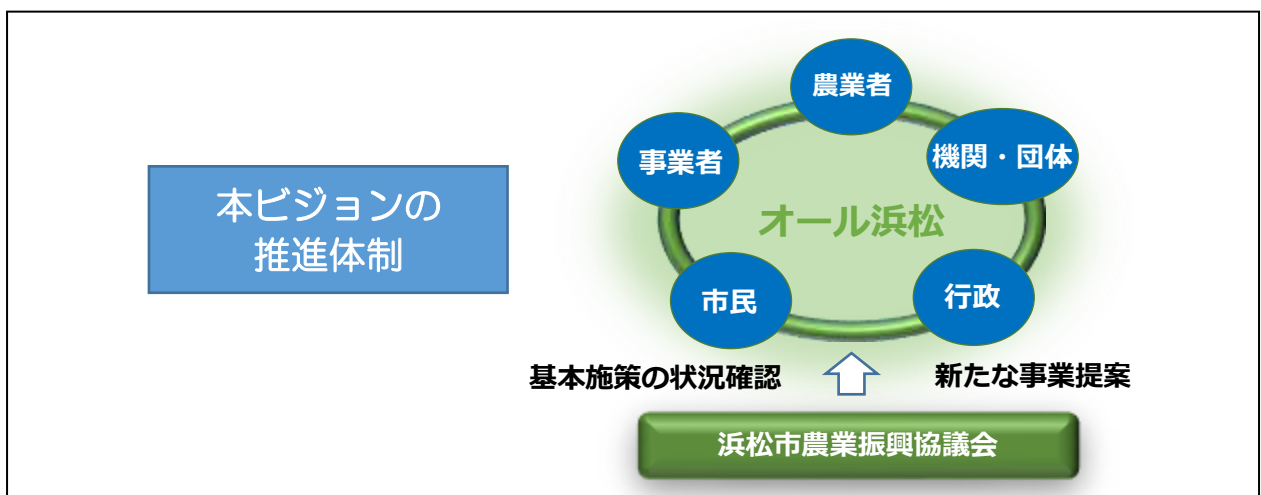 本ビジョンの
推進体制
農業者
事業者
機関・団体
オール浜松
市民
行政
基本施策の状況確認
新たな事業提案
浜松市農業振興協議会